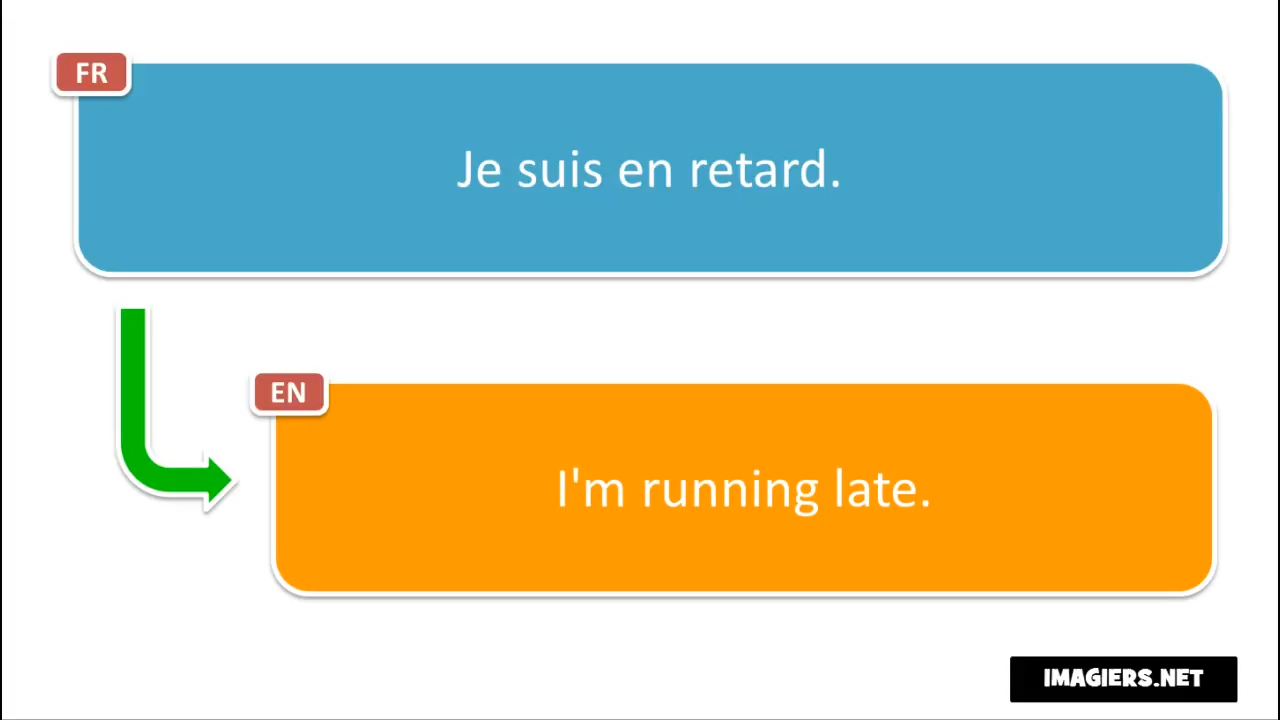 FR
Je suis en retard.
EN
I'm running late.
IMAGIERS.NET